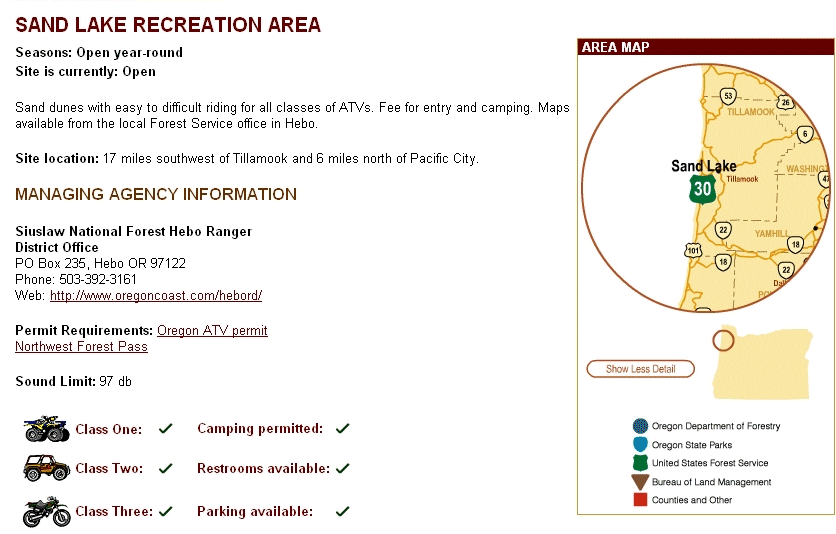 SAND LAKE RECREATION AREA
Seasons: Open year-round
Site is currently: Open
Sand dunes with easy to difficult riding for all classes of ATVs. Fee for entry and camping. Maps
available from the local Forest Service office in Hebo.
Site location: 17 miles southwest of Tillamook and 6 miles north of Pacific City.
MANAGING AGENCY INFORMATION
Siuslaw National Forest Hebo Ranger
District Office
PO Box 235, Hebo OR 97122
Phone: 503-392-3161
Web: http://www.oregoncoast.com/hebord/
Permit Requirements: Oregon ATV permit
Northwest Forest Pass
Sound Limit: 97 db
Class One: Camping permitted:
Class Two: Restrooms available:
Class Three: Parking available:
AREA MAP
53
26
TILLAMOOK
6
Sand Lake
WASHINGT
Tillamook
47
30
22
YAMHILL
18
101
18
22
Dal
Show Less Detail
Oregon Department of Forestry
Oregon State Parks
United States Forest Service
Bureau of Land Management
Counties and Other